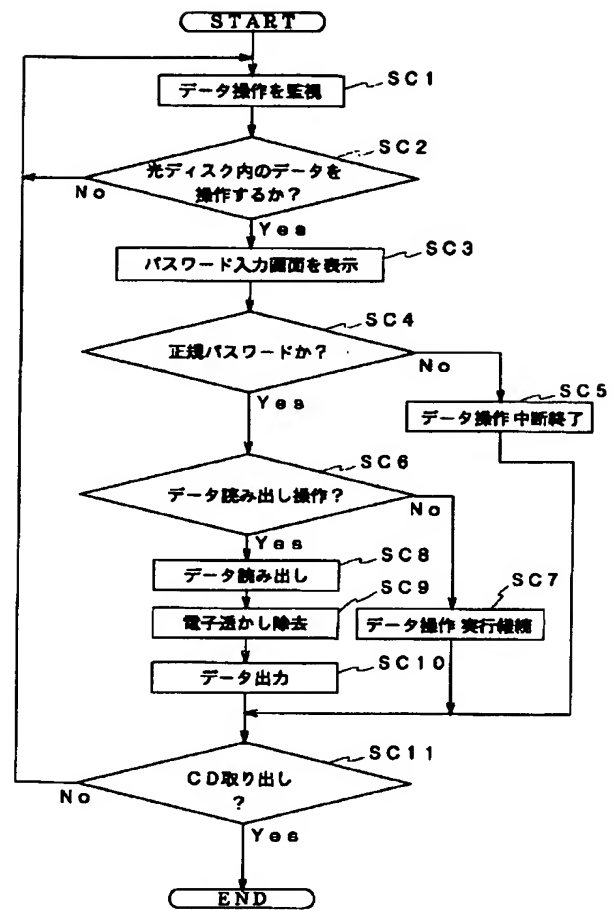 START
データ操作を監視
SC1
光ディスク内のデータを
操作するか?
SC2
No
Yes
パスワード入力画面を表示
SC3
正規パスワードか?
SC4
No
Yes
データ操作 中断終了
SC5
データ読み出し操作?
SC6
No
Yes
データ読み出し
SC8
電子透かし除去
SC9
データ操作 実行継続
SC7
データ出力
SC10
CD取り出し
?
SC11
No
Yes
END